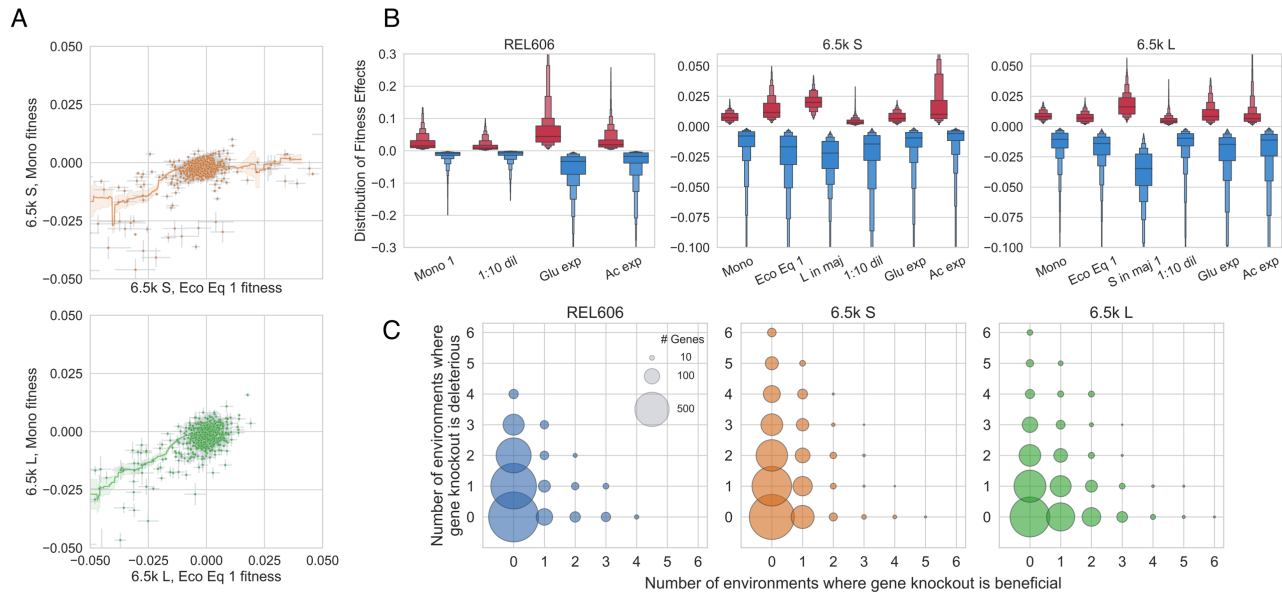 A
0.050
0.025
0.000
−0.025
−0.050
6.5k S, Mono fitness
6.5k S, Eco Eq 1 fitness
0.050
0.025
0.000
−0.025
−0.050
6.5k L, Mono fitness
−0.050 −0.025 0.000 0.025 0.050
6.5k L, Eco Eq 1 fitness
B
Distribution of Fitness Effects
REL606
0.3
0.2
0.1
0.0
−0.1
−0.2
−0.3
Mono 1
1:10 dil
Glu exp
Ac exp
6.5k S
0.050
0.025
0.000
−0.025
−0.050
−0.075
−0.100
Mono
Eco Eq 1
L in maj
1:10 dil
Glu exp
Ac exp
6.5k L
0.050
0.025
0.000
−0.025
−0.050
−0.075
−0.100
Mono
Eco Eq 1
S in maj 1
1:10 dil
Glu exp
Ac exp
C
Number of environments where
gene knockout is deleterious
REL606
6
5
4
3
2
1
0
# Genes
10
100
500
0 1 2 3 4 5 6
6.5k S
6
5
4
3
2
1
0
0 1 2 3 4 5 6
6.5k L
6
5
4
3
2
1
0
0 1 2 3 4 5 6
Number of environments where gene knockout is beneficial